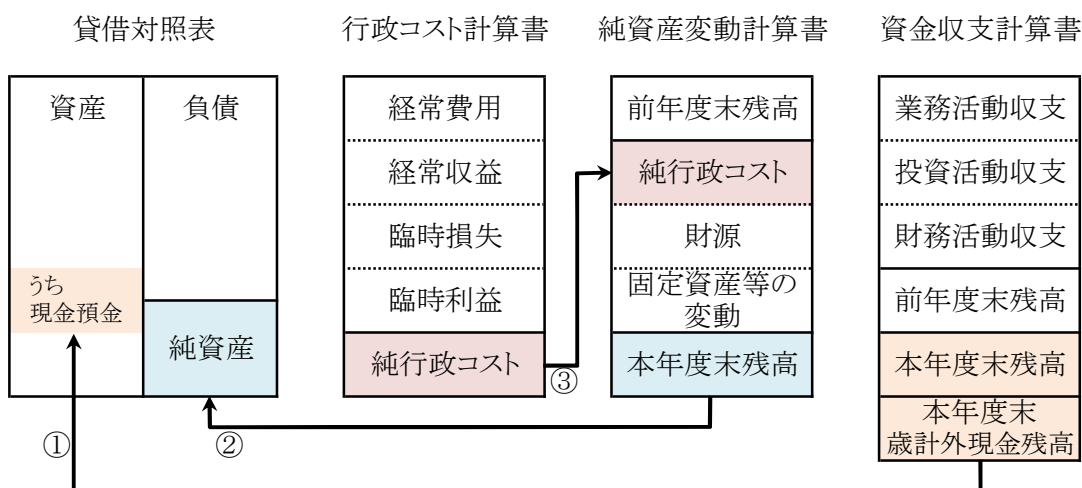 貸借対照表
行政コスト計算書
純資産変動計算書
資金収支計算書
資産
負債
うち
現金預金
純資産
経常費用
経常収益
臨時損失
臨時利益
純行政コスト
前年度末残高
純行政コスト
財源
固定資産等の
変動
本年度末残高
業務活動収支
投資活動収支
財務活動収支
前年度末残高
本年度末残高
本年度末
歳計外現金残高
①
②
③